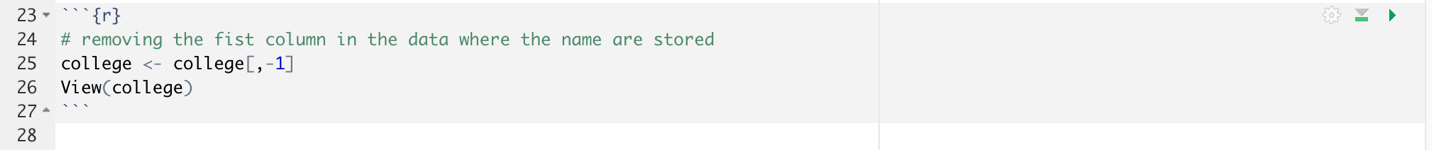 23 ```{r}
24 # removing the fist column in the data where the name are stored
25 college <- college[,-1]
26 View(college)
27 ```
28